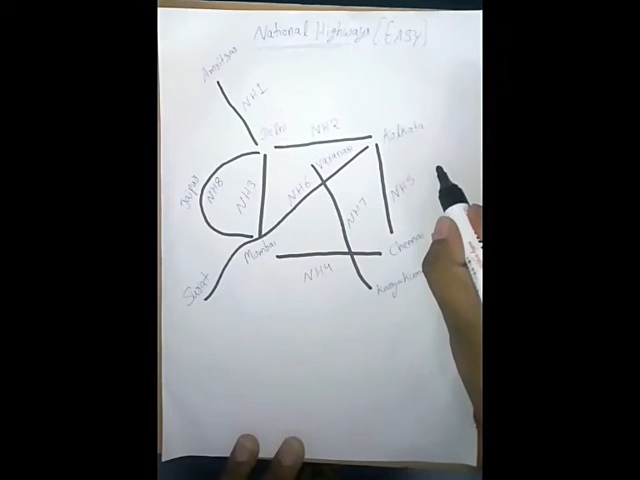 National Highways (EASY)
Amritsar
NH1
Delhi
NH2
Kolkata
Varanasi
Jaipur
NH8
NH3
NH6
NH7
NH5
Mumbai
Chennai
NH4
Surat
Kanyakum